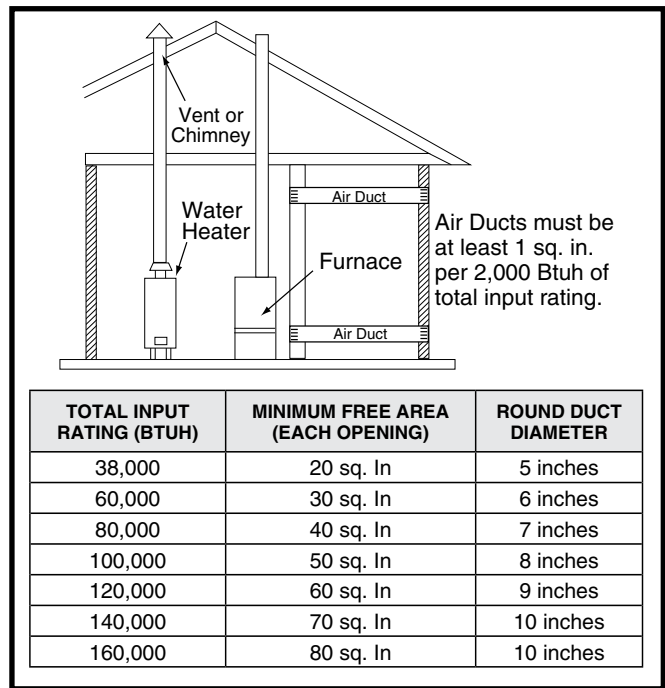 Vent or
Chimney
Air Duct
Water
Heater
Furnace
Air Ducts must be
at least 1 sq. in.
per 2,000 Btuh of
total input rating.
Air Duct
TOTAL INPUT RATING (BTUH) MINIMUM FREE AREA (EACH OPENING) ROUND DUCT DIAMETER
38,000 20 sq. In 5 inches
60,000 30 sq. In 6 inches
80,000 40 sq. In 7 inches
100,000 50 sq. In 8 inches
120,000 60 sq. In 9 inches
140,000 70 sq. In 10 inches
160,000 80 sq. In 10 inches